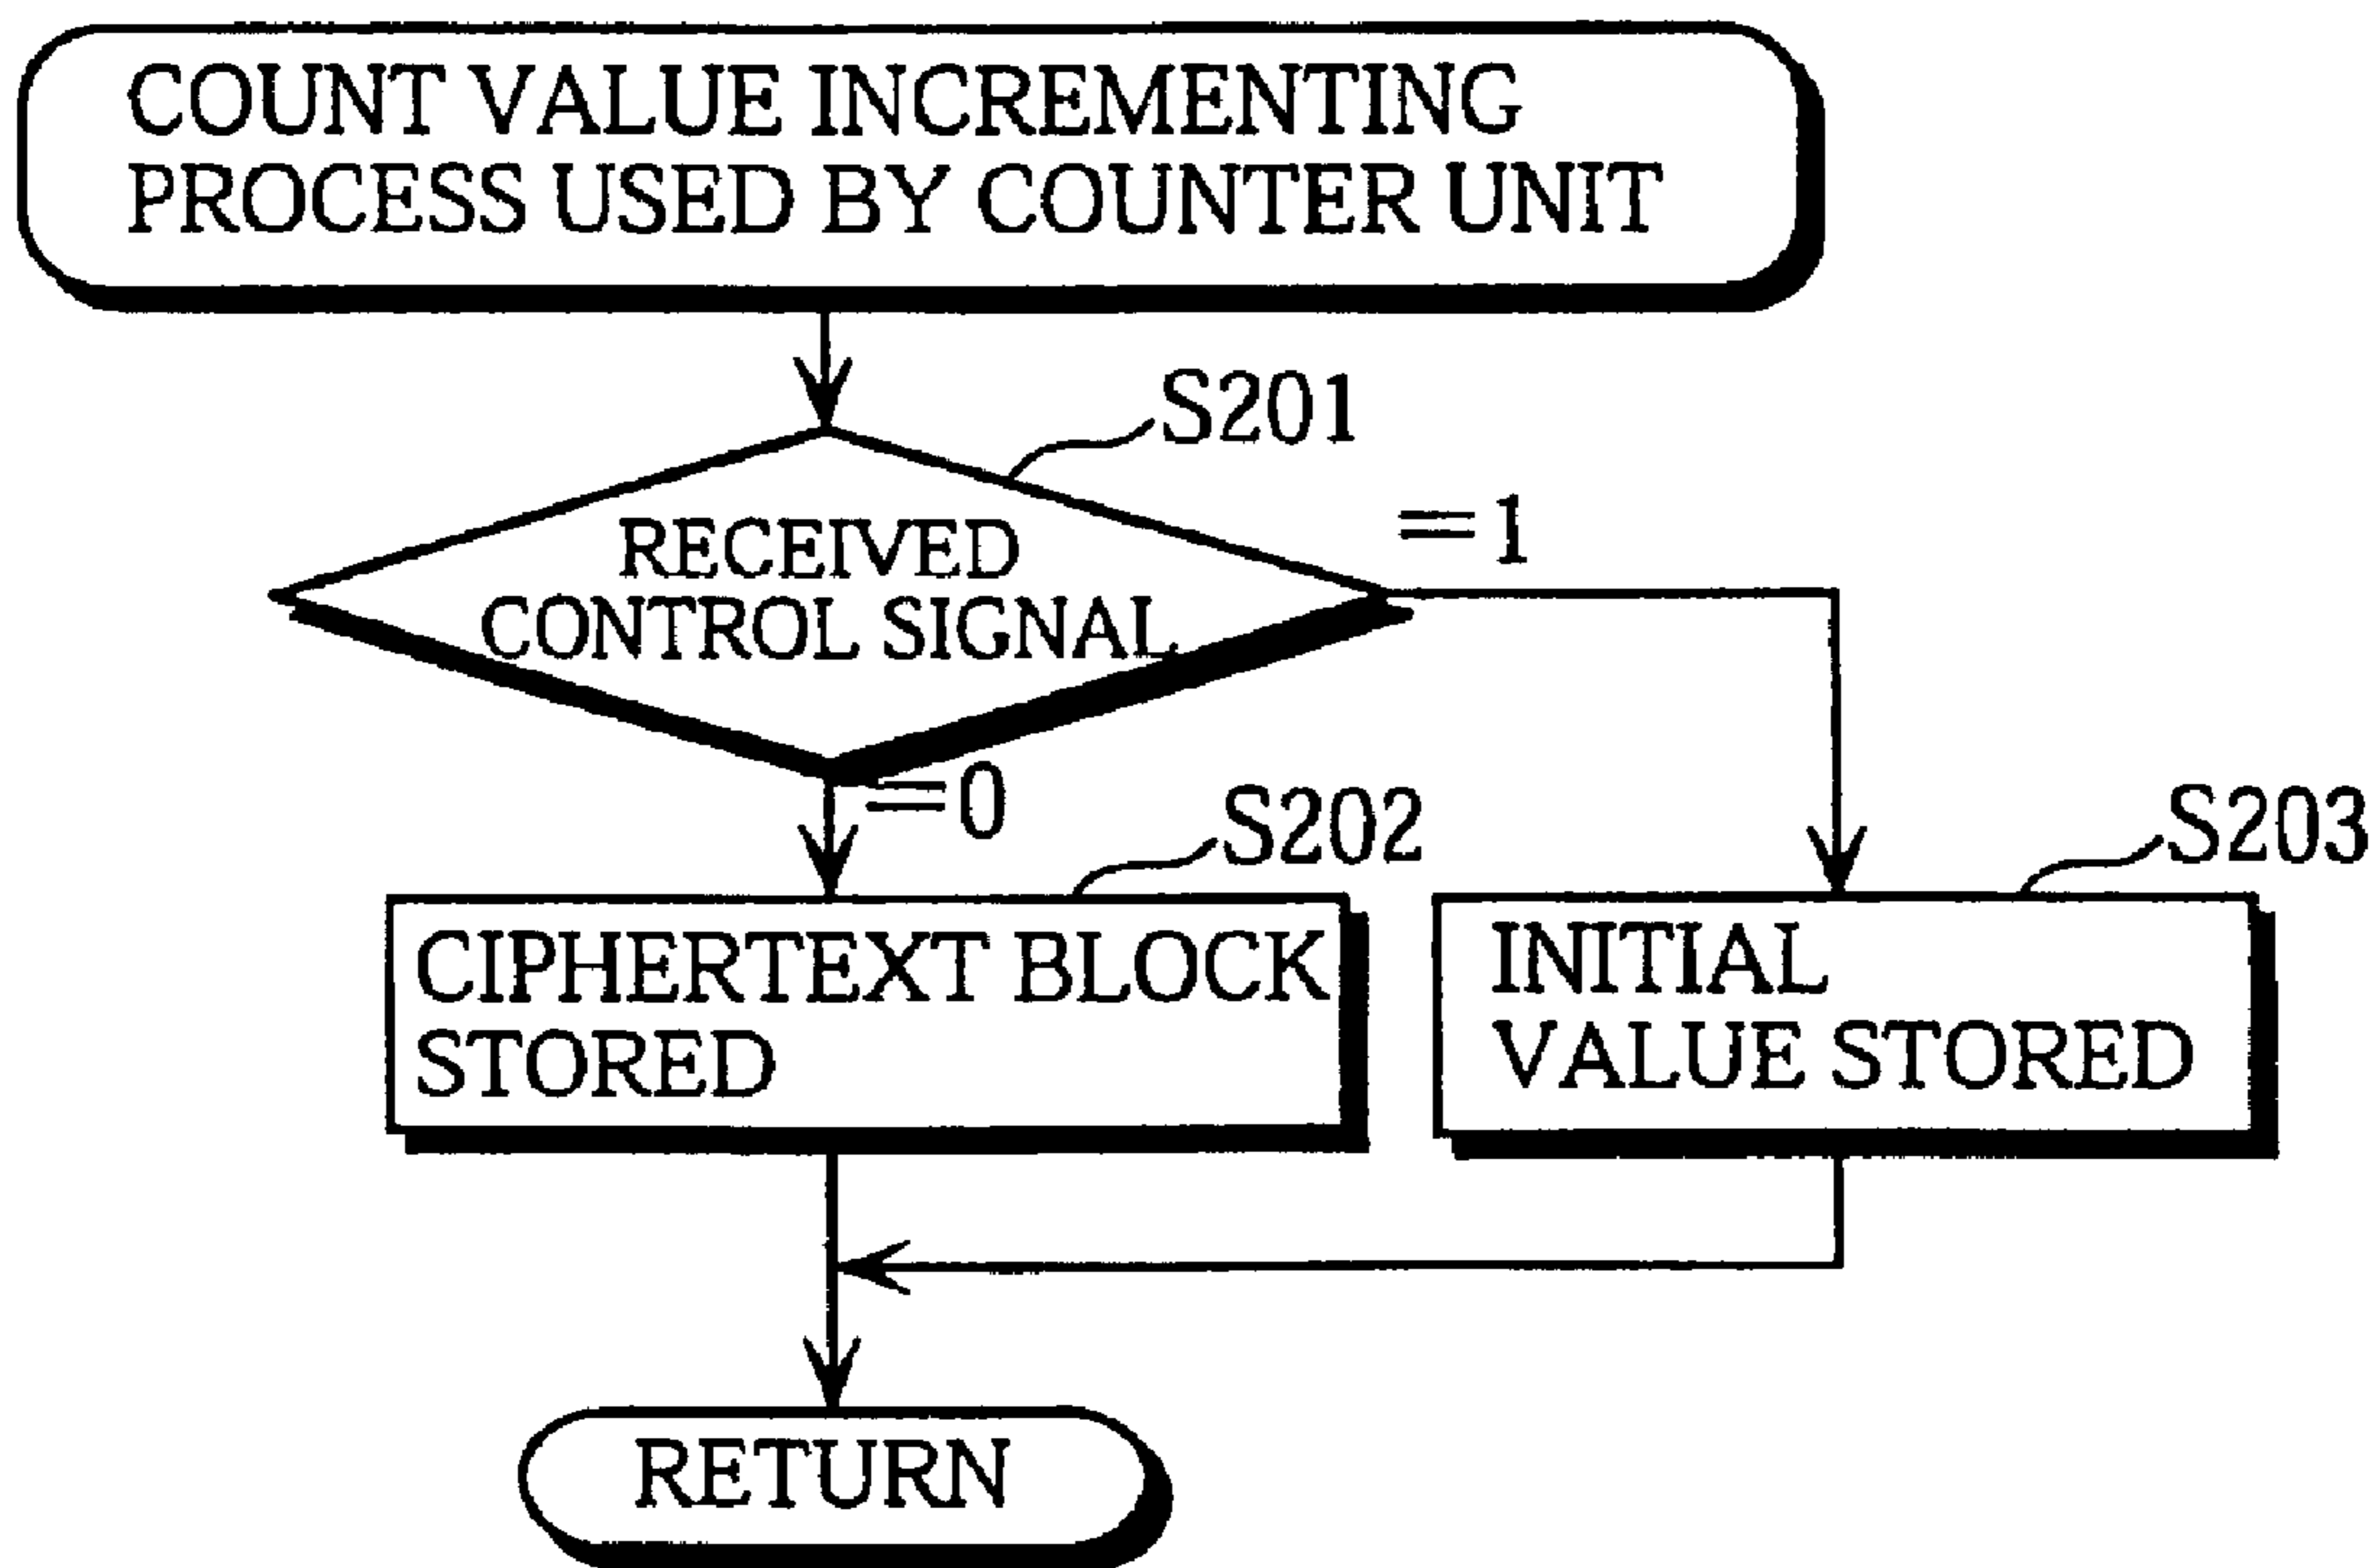 COUNT VALUE INCREMENTING
PROCESS USED BY COUNTER UNIT
S201
RECEIVED
CONTROL SIGNAL
=1
=0
S202
S203
CIPHERTEXT BLOCK
STORED
INITIAL
VALUE STORED
RETURN